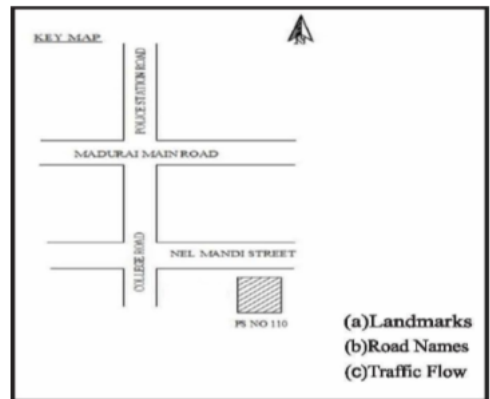 KEY MAP
N
POLICE STATION ROAD
MADURAI MAIN ROAD
COLLEGE ROAD
NEL MANDI STREET
PS NO 110
(a)Landmarks
(b)Road Names
(c)Traffic Flow